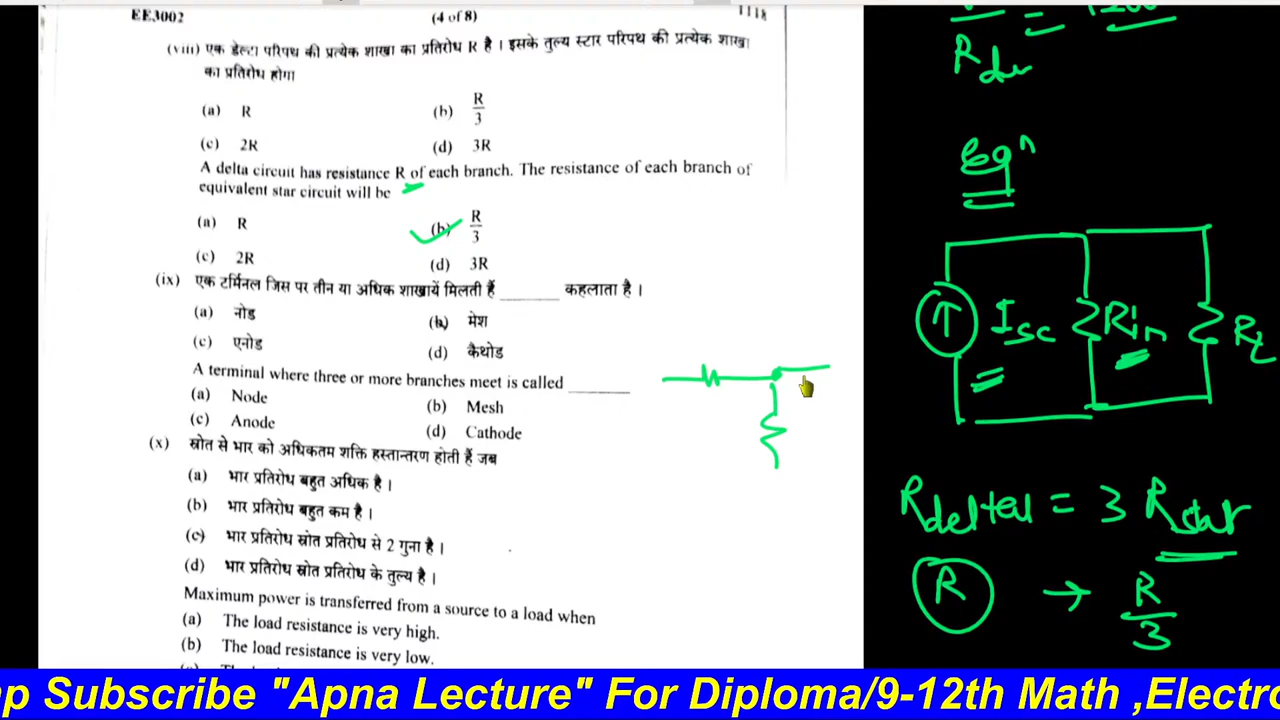 EE3002 (4 of 8) 1118
(viii) एक डेल्टा परिपथ की प्रत्येक शाखा का प्रतिरोध R है । इसके तुल्य स्टार परिपथ की प्रत्येक शाखा
का प्रतिरोध होगा
(a) R (b) R/3
(c) 2R (d) 3R
A delta circuit has resistance R of each branch. The resistance of each branch of
equivalent star circuit will be
(a) R (b) R/3
(c) 2R (d) 3R
(ix) एक टर्मिनल जिस पर तीन या अधिक शाखायें मिलती हैं ______ कहलाता है ।
(a) नोड (b) मेश
(c) एनोड (d) कैथोड
A terminal where three or more branches meet is called ______
(a) Node (b) Mesh
(c) Anode (d) Cathode
(x) स्रोत से भार को अधिकतम शक्ति हस्तान्तरण होती हैं जब
(a) भार प्रतिरोध बहुत अधिक है ।
(b) भार प्रतिरोध बहुत कम है ।
(c) भार प्रतिरोध स्रोत प्रतिरोध से 2 गुना है ।
(d) भार प्रतिरोध स्रोत प्रतिरोध के तुल्य है ।
Maximum power is transferred from a source to a load when
(a) The load resistance is very high.
(b) The load resistance is very low.
Eqn
Isc Rin RL
Rdelta = 3 Rstar
R → R/3
p Subscribe "Apna Lecture" For Diploma/9-12th Math ,Electro